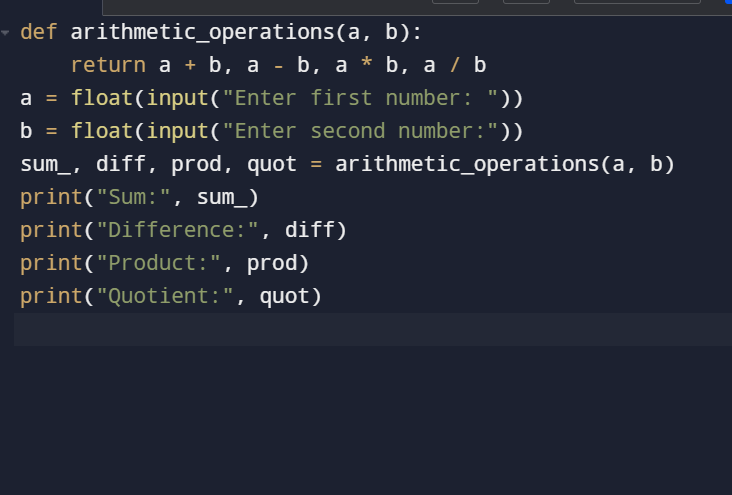 def arithmetic_operations(a, b):
    return a + b, a - b, a * b, a / b
a = float(input("Enter first number: "))
b = float(input("Enter second number:"))
sum_, diff, prod, quot = arithmetic_operations(a, b)
print("Sum:", sum_)
print("Difference:", diff)
print("Product:", prod)
print("Quotient:", quot)